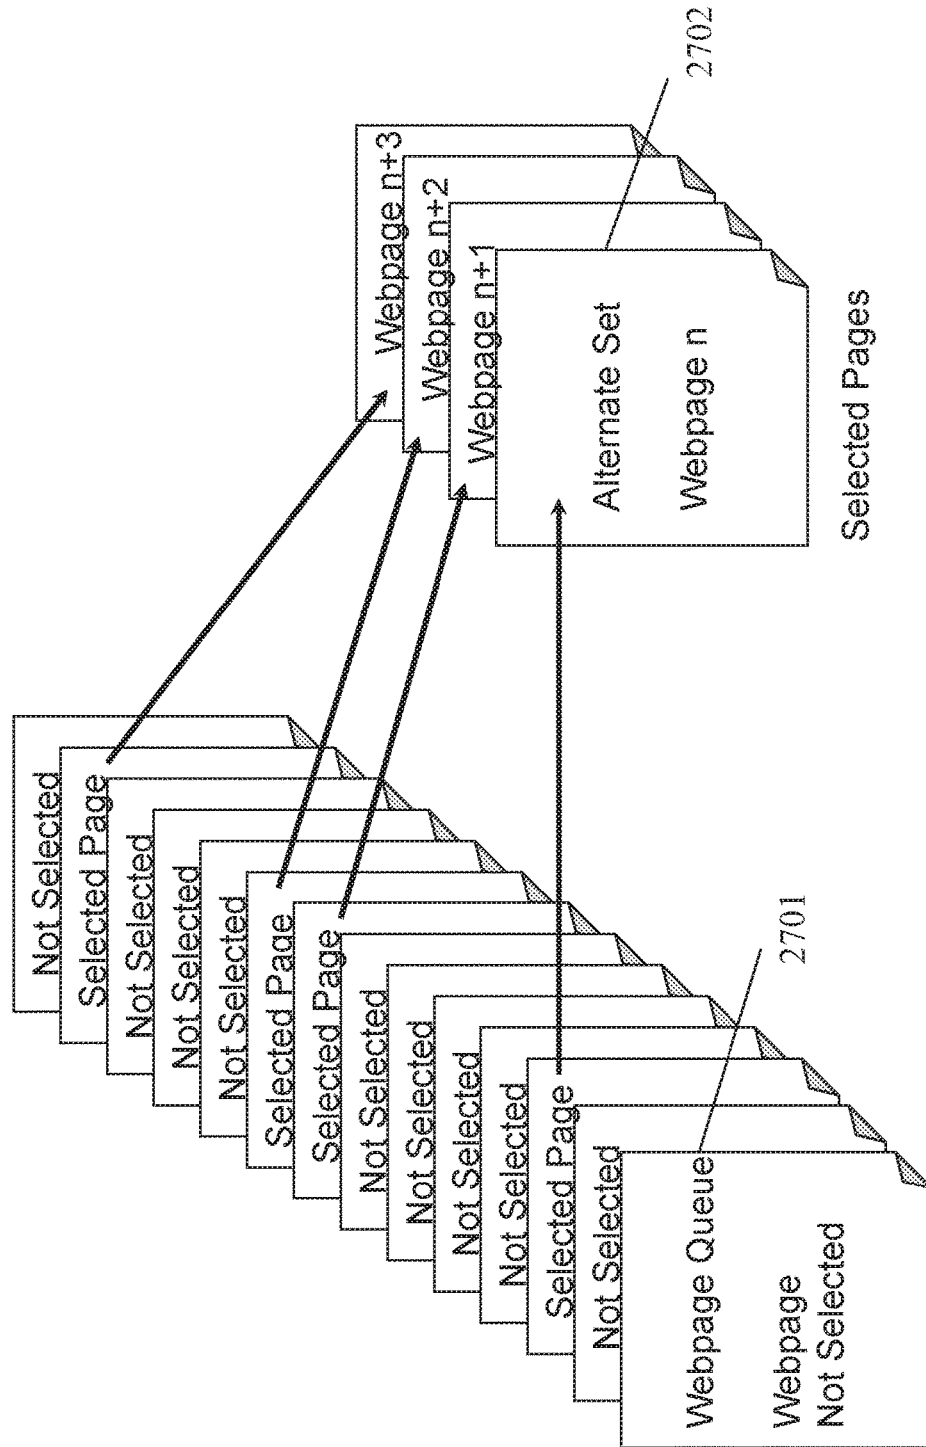 Not Selected
Selected Page
Not Selected
Not Selected
Not Selected
Selected Page
Selected Page
Not Selected
Not Selected
Not Selected
Not Selected
Selected Page
Not Selected
Webpage Queue
Webpage
Not Selected
2701
Webpage n+3
Webpage n+2
Webpage n+1
Alternate Set
Webpage n
2702
Selected Pages